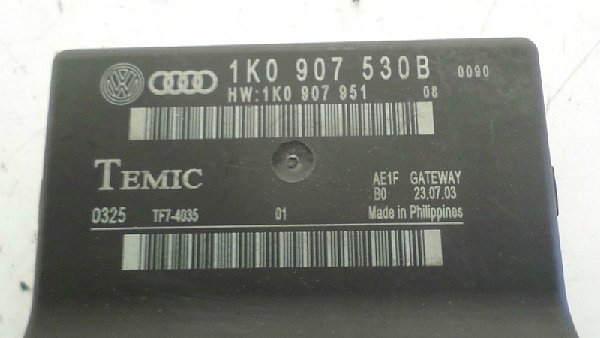 1K0 907 530B 0090
HW:1K0 907 951 08
TEMIC
AE1F GATEWAY
B0 23.07.03
0325 TF7-4035 01 Made in Philippines